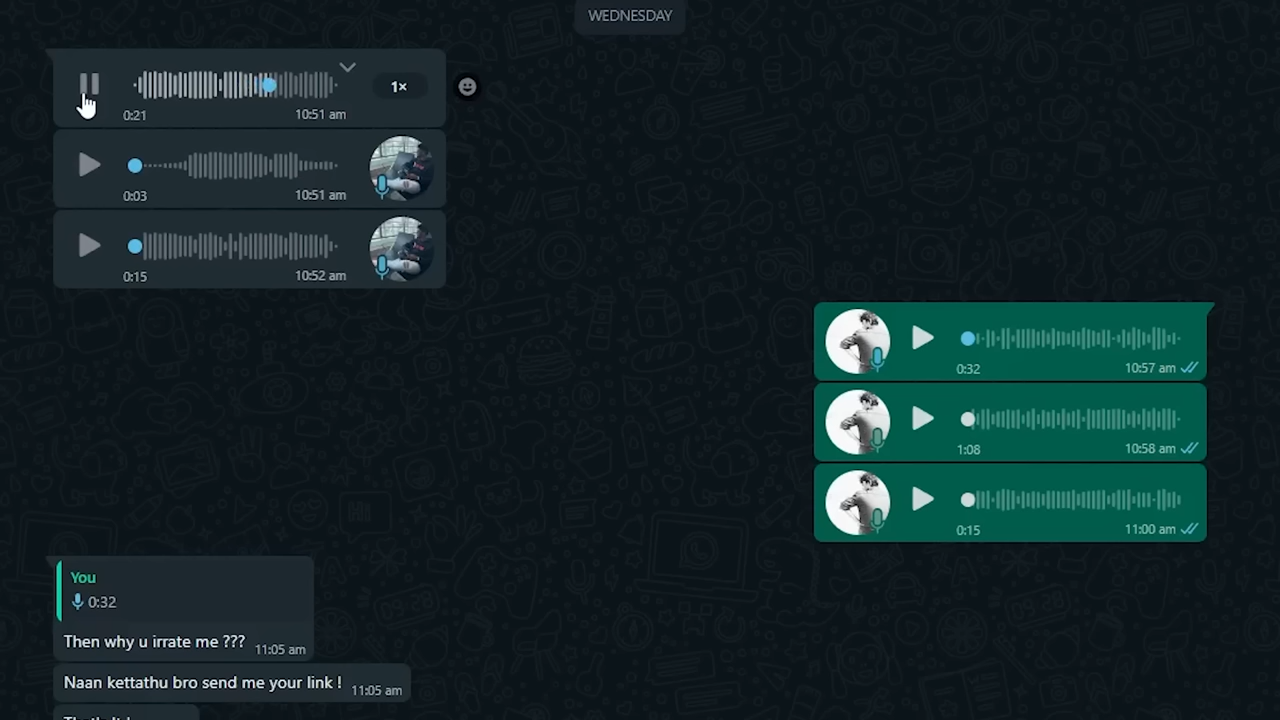 WEDNESDAY
1×
0:21 10:51 am
0:03 10:51 am
0:15 10:52 am
0:32 10:57 am
1:08 10:58 am
0:15 11:00 am
You
0:32
Then why u irrate me ??? 11:05 am
Naan kettathu bro send me your link ! 11:05 am